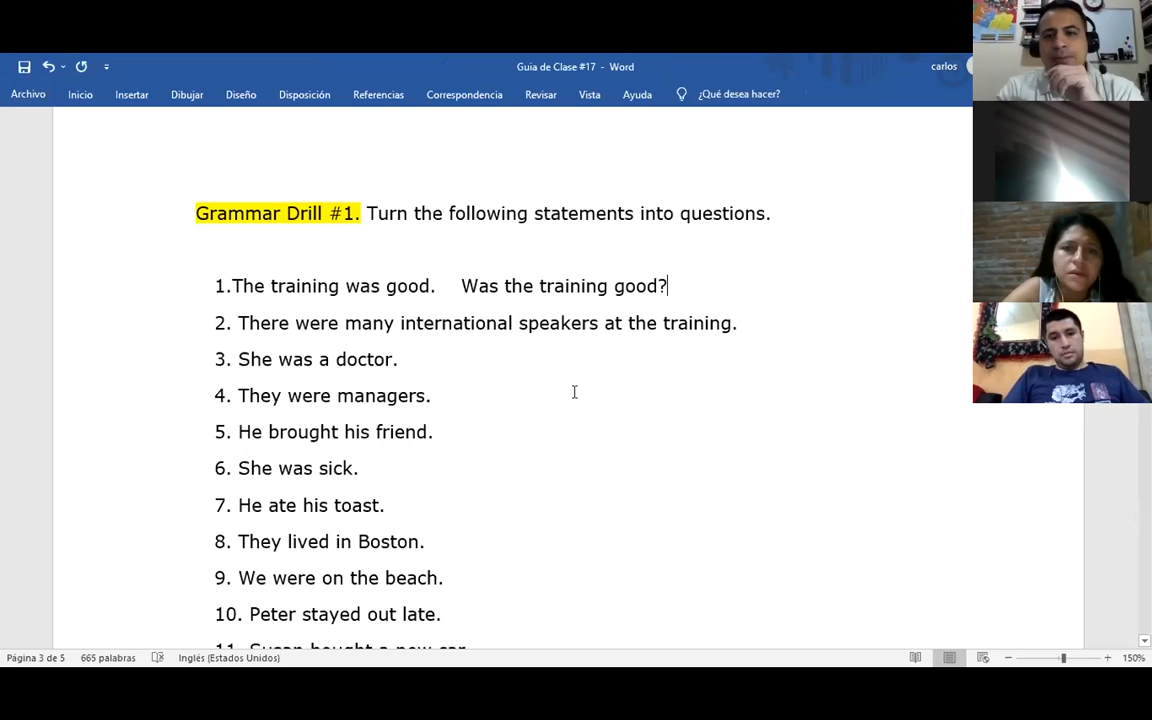 Guia de Clase #17 - Word
carlos
Archivo Inicio Insertar Dibujar Diseño Disposición Referencias Correspondencia Revisar Vista Ayuda ¿Qué desea hacer?
Grammar Drill #1. Turn the following statements into questions.
1.The training was good. Was the training good?
2. There were many international speakers at the training.
3. She was a doctor.
4. They were managers.
5. He brought his friend.
6. She was sick.
7. He ate his toast.
8. They lived in Boston.
9. We were on the beach.
10. Peter stayed out late.
11. Susan bought a new car.
Página 3 de 5 665 palabras Inglés (Estados Unidos) 150%